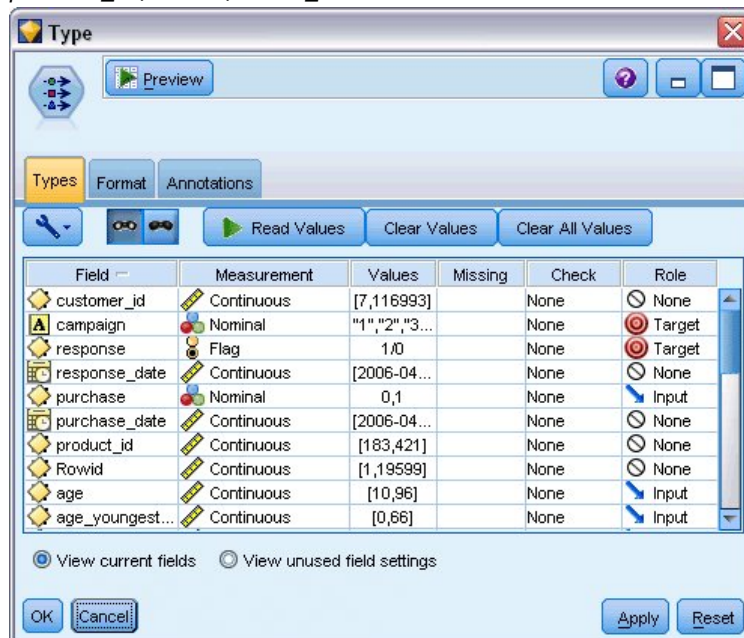 Type
Preview
Types Format Annotations
Read Values Clear Values Clear All Values
Field Measurement Values Missing Check Role
customer_id Continuous [7,116993] None None
A campaign Nominal "1","2","3... None Target
response Flag 1/0 None Target
response_date Continuous [2006-04... None None
purchase Nominal 0,1 None Input
purchase_date Continuous [2006-04... None None
product_id Continuous [183,421] None None
Rowid Continuous [1,19599] None None
age Continuous [10,96] None Input
age_youngest... Continuous [0,66] None Input
View current fields View unused field settings
OK Cancel Apply Reset